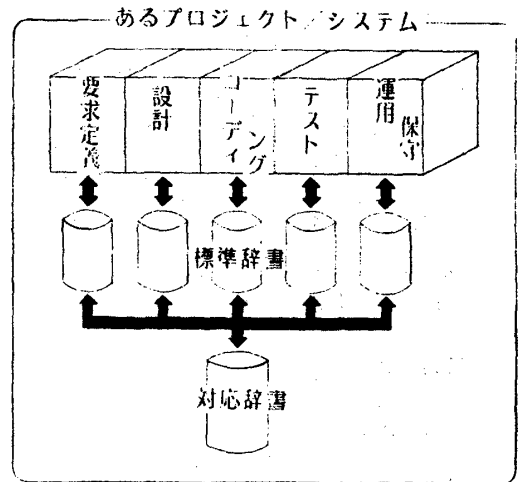 あるプロジェクト／システム
要求定義
設計
コーディング
テスト
運用
保守
標準辞書
対応辞書